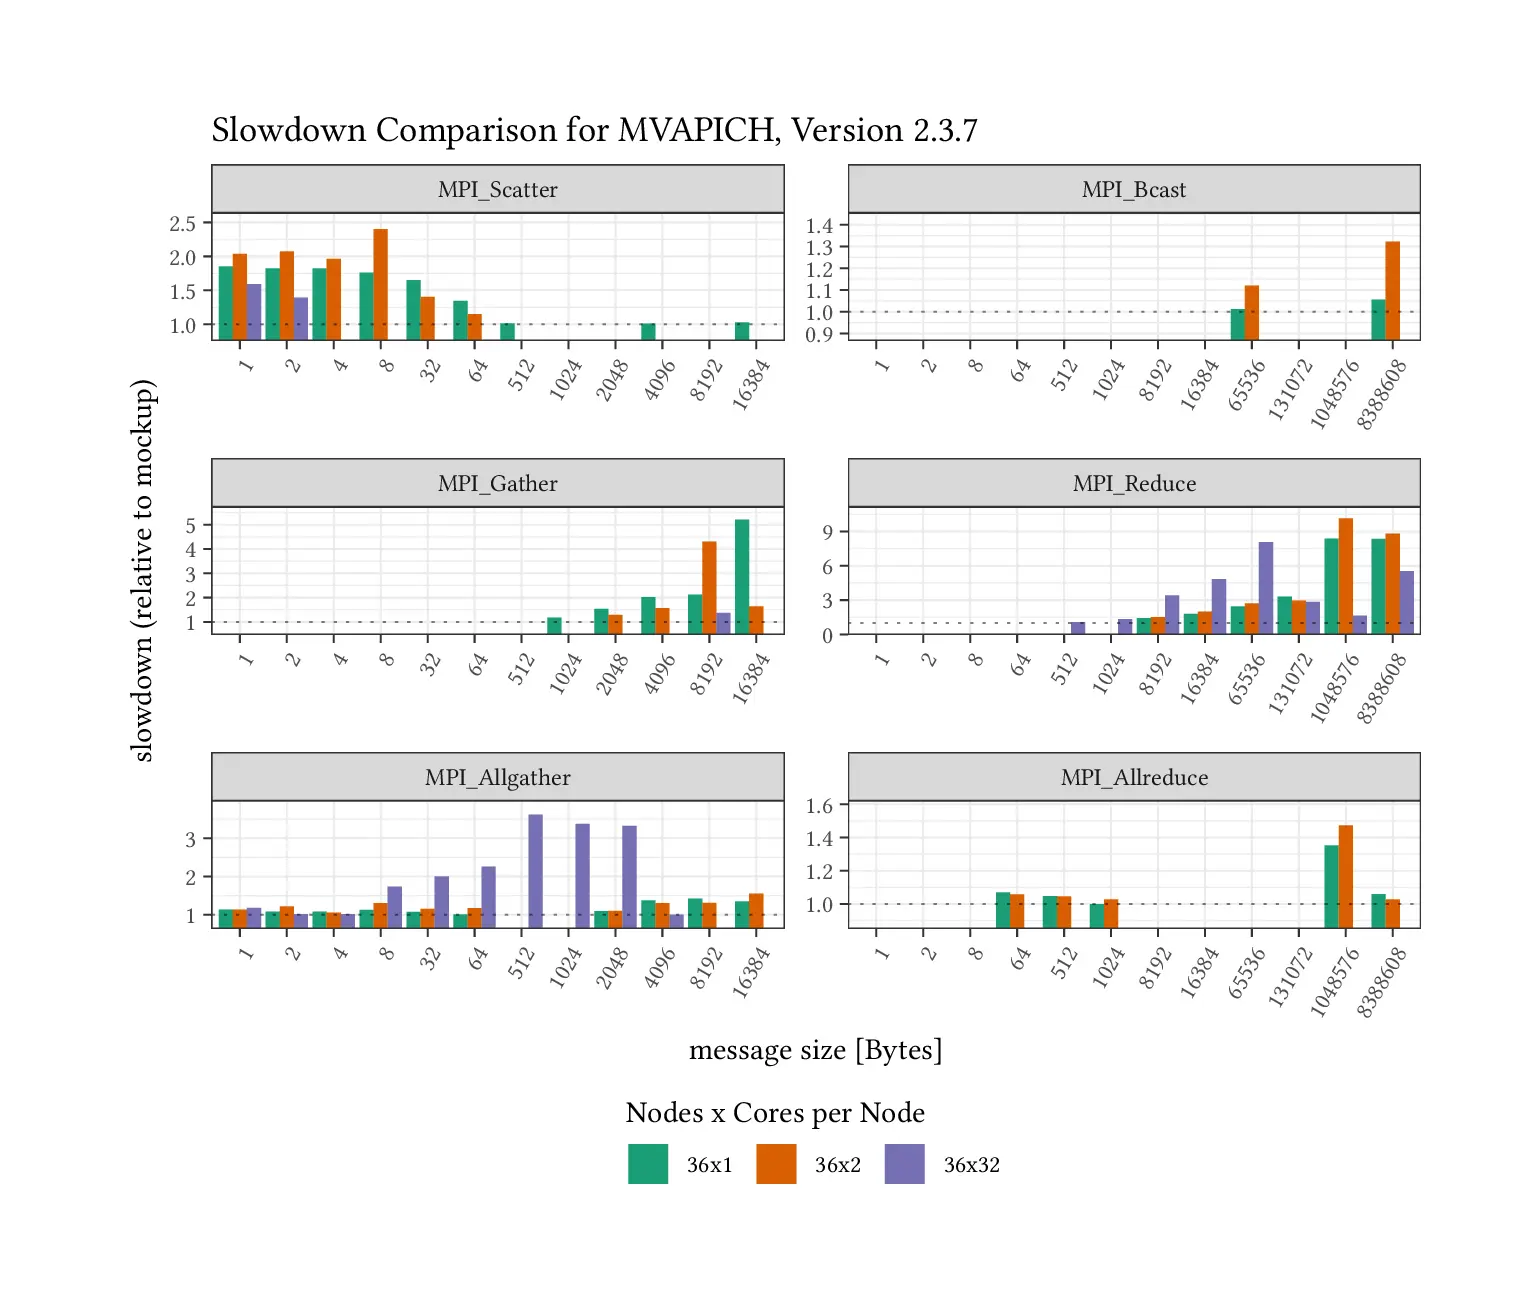 Slowdown Comparison for MVAPICH, Version 2.3.7
MPI_Scatter
2.5
2.0
1.5
1.0
1 2 4 8 32 64 512 1024 2048 4096 8192 16384
MPI_Bcast
1.4
1.3
1.2
1.1
1.0
0.9
1 2 8 64 512 1024 8192 16384 65536 131072 1048576 8388608
slowdown (relative to mockup)
MPI_Gather
5
4
3
2
1
1 2 4 8 32 64 512 1024 2048 4096 8192 16384
MPI_Reduce
9
6
3
0
1 2 8 64 512 1024 8192 16384 65536 131072 1048576 8388608
MPI_Allgather
3
2
1
1 2 4 8 32 64 512 1024 2048 4096 8192 16384
MPI_Allreduce
1.6
1.4
1.2
1.0
1 2 8 64 512 1024 8192 16384 65536 131072 1048576 8388608
message size [Bytes]
Nodes x Cores per Node
36x1 36x2 36x32